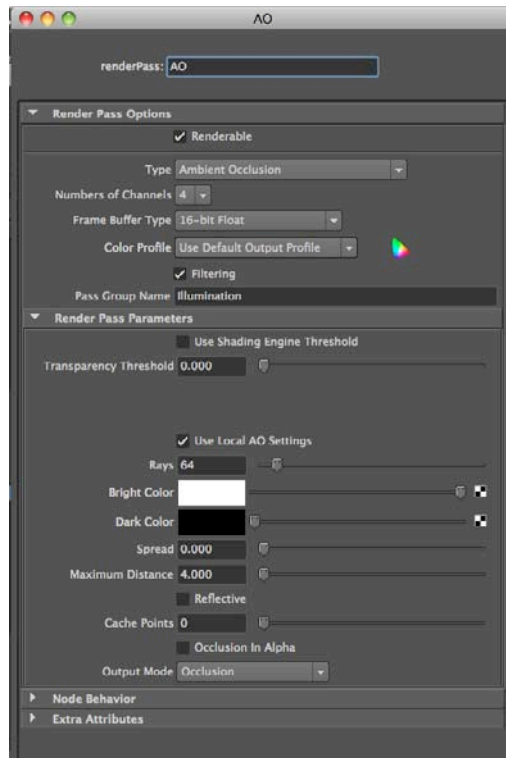 AO
renderPass: AO
Render Pass Options
Renderable
Type Ambient Occlusion
Numbers of Channels 4
Frame Buffer Type 16-bit Float
Color Profile Use Default Output Profile
Filtering
Pass Group Name Illumination
Render Pass Parameters
Use Shading Engine Threshold
Transparency Threshold 0.000
Use Local AO Settings
Rays 64
Bright Color
Dark Color
Spread 0.000
Maximum Distance 4.000
Reflective
Cache Points 0
Occlusion In Alpha
Output Mode Occlusion
Node Behavior
Extra Attributes